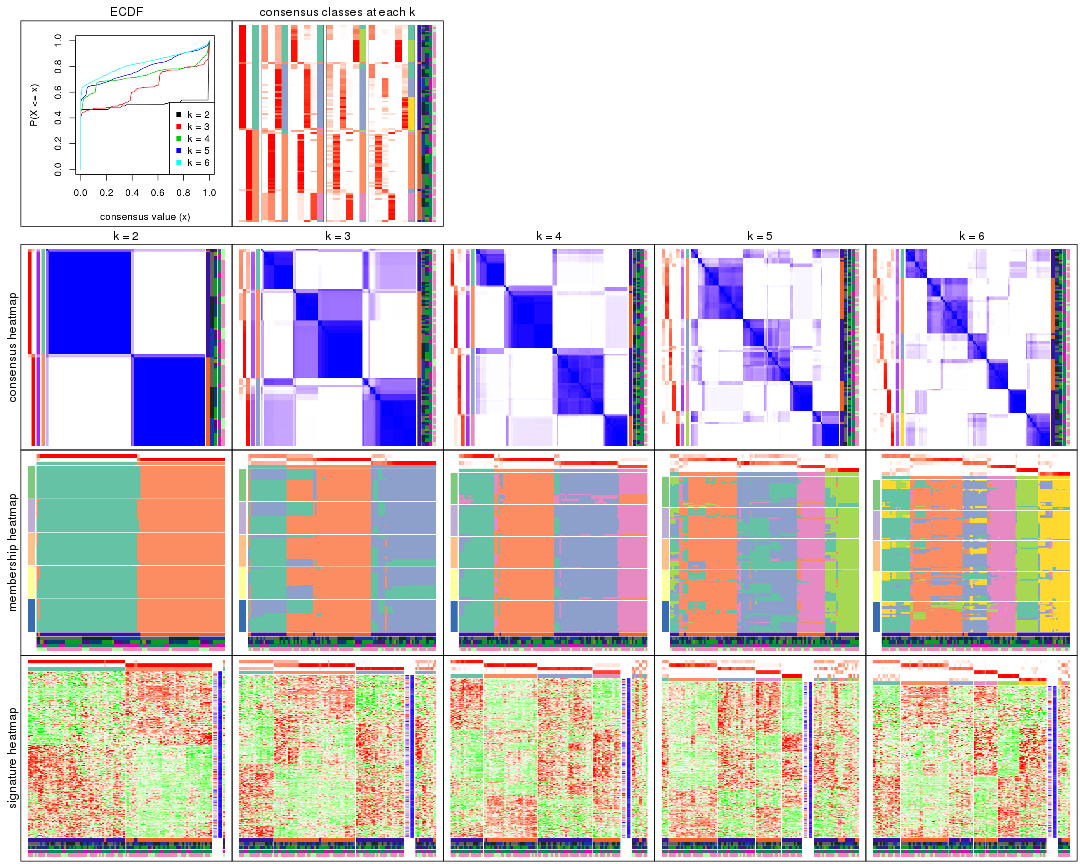 ECDF
consensus classes at each k
P(X <= x)
0.0 0.2 0.4 0.6 0.8 1.0
k = 2
k = 3
k = 4
k = 5
k = 6
0.0 0.2 0.4 0.6 0.8 1.0
consensus value (x)
k = 2
k = 3
k = 4
k = 5
k = 6
consensus heatmap
membership heatmap
signature heatmap